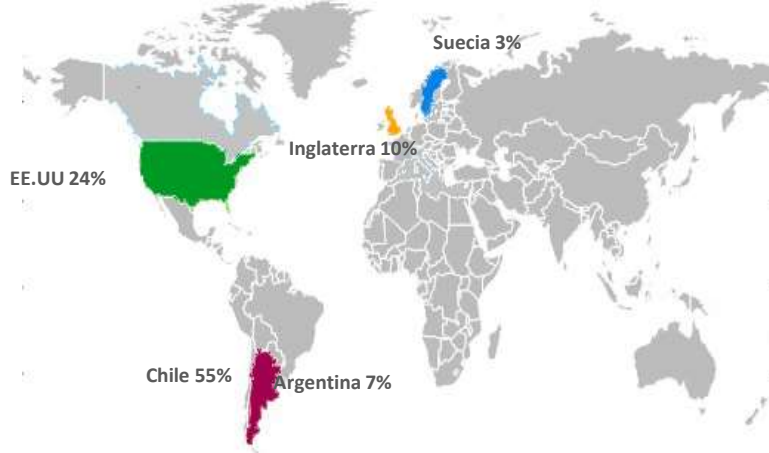 Suecia 3%
Inglaterra 10%
EE.UU 24%
Chile 55%
Argentina 7%